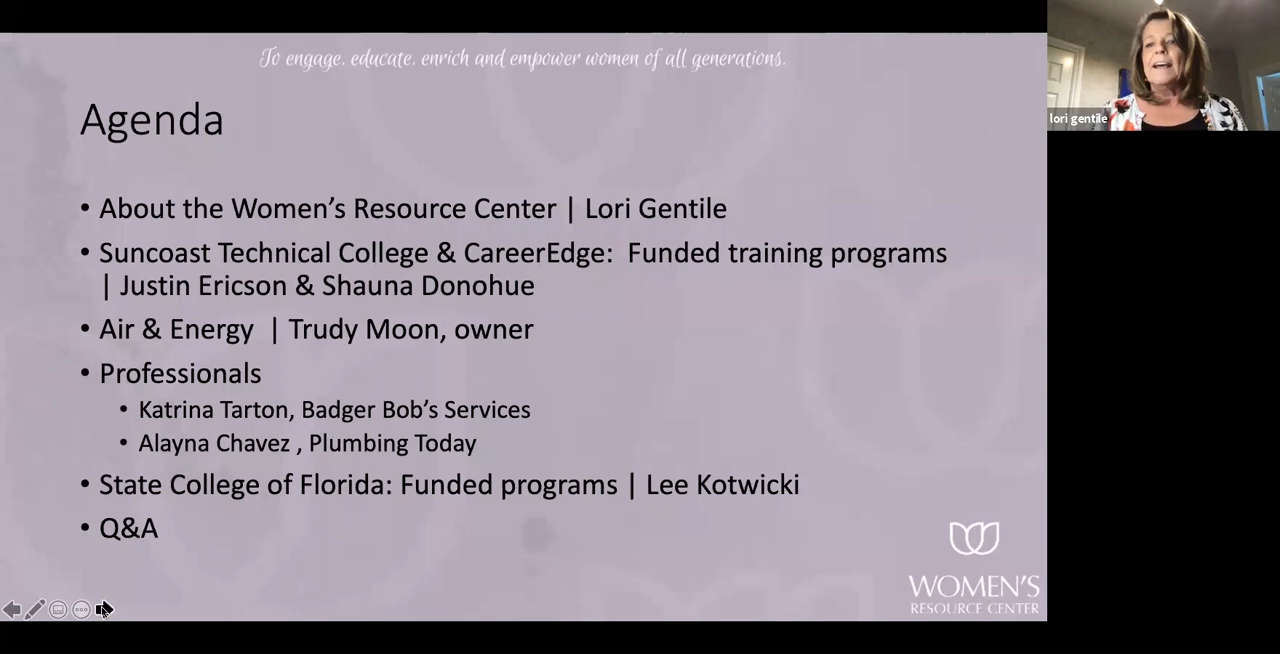 To engage, educate, enrich and empower women of all generations.
lori gentile
Agenda
• About the Women’s Resource Center | Lori Gentile
• Suncoast Technical College & CareerEdge:  Funded training programs
| Justin Ericson & Shauna Donohue
• Air & Energy  | Trudy Moon, owner
• Professionals
• Katrina Tarton, Badger Bob’s Services
• Alayna Chavez , Plumbing Today
• State College of Florida: Funded programs | Lee Kotwicki
• Q&A
WOMEN’S
RESOURCE CENTER